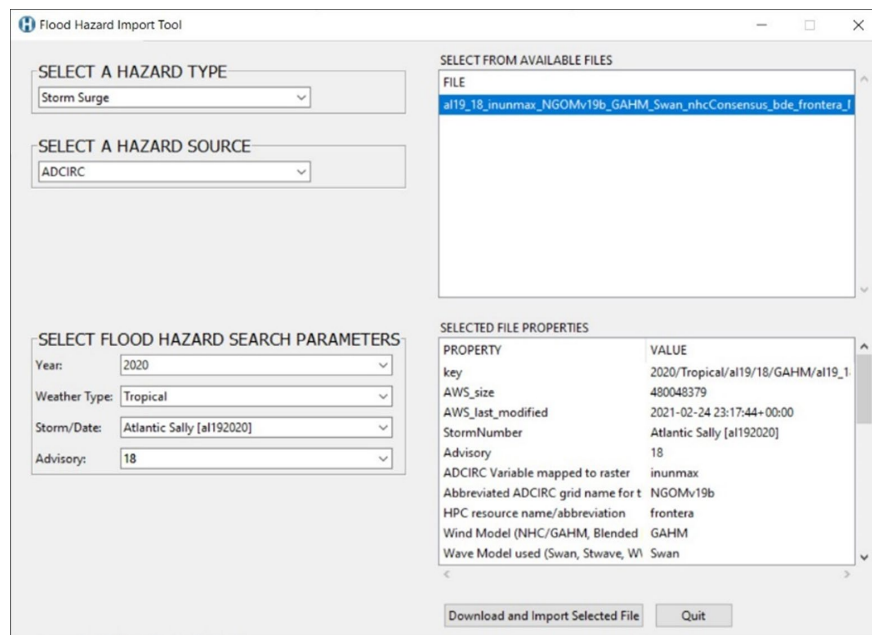 Flood Hazard Import Tool
SELECT A HAZARD TYPE
Storm Surge
SELECT A HAZARD SOURCE
ADCIRC
SELECT FLOOD HAZARD SEARCH PARAMETERS
Year: 2020
Weather Type: Tropical
Storm/Date: Atlantic Sally [al192020]
Advisory: 18
SELECT FROM AVAILABLE FILES
FILE
al19_18_inunmax_NGOMv19b_GAHM_Swan_nhcConsensus_bde_frontera_
SELECTED FILE PROPERTIES
PROPERTY VALUE
key 2020/Tropical/al19/18/GAHM/al19_1
AWS_size 480048379
AWS_last_modified 2021-02-24 23:17:44+00:00
StormNumber Atlantic Sally [al192020]
Advisory 18
ADCIRC Variable mapped to raster inunmax
Abbreviated ADCIRC grid name for t NGOMv19b
HPC resource name/abbreviation frontera
Wind Model (NHC/GAHM, Blended GAHM
Wave Model used (Swan, Stwave, W Swan
Download and Import Selected File Quit